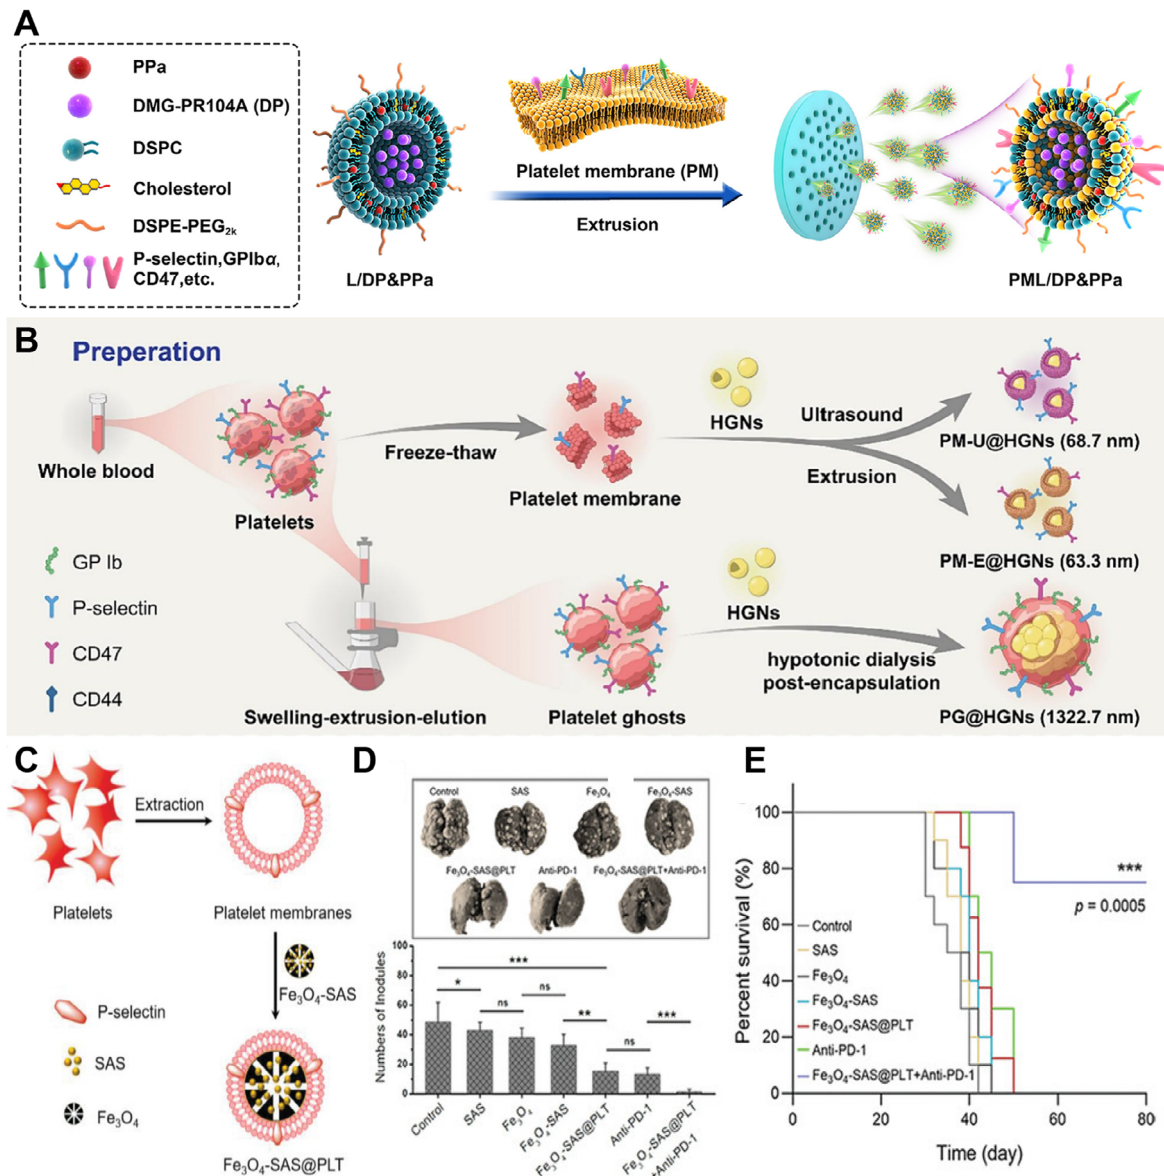 A
PPa
DMG-PR104A (DP)
DSPC
Cholesterol
DSPE-PEG₂ₖ
P-selectin,GPIbα,
CD47,etc.
L/DP&PPa
Platelet membrane (PM)
Extrusion
PML/DP&PPa
B
Preperation
Whole blood
Platelets
Freeze-thaw
Platelet membrane
HGNs
Ultrasound
Extrusion
PM-U@HGNs (68.7 nm)
PM-E@HGNs (63.3 nm)
GP Ib
P-selectin
CD47
CD44
Swelling-extrusion-elution
Platelet ghosts
HGNs
hypotonic dialysis
post-encapsulation
PG@HGNs (1322.7 nm)
C
Extraction
Platelets
Platelet membranes
Fe₃O₄-SAS
P-selectin
SAS
Fe₃O₄
Fe₃O₄-SAS@PLT
D
Control
SAS
Fe₃O₄
Fe₃O₄-SAS
Fe₃O₄-SAS@PLT
Anti-PD-1
Fe₃O₄-SAS@PLT+Anti-PD-1
Numbers of lnodules
100
80
60
40
20
0
***
*
ns
ns
**
ns
***
Control
SAS
Fe₃O₄
Fe₃O₄-SAS
Fe₃O₄-SAS@PLT
Anti-PD-1
Fe₃O₄-SAS@PLT
+Anti-PD-1
E
Percent survival (%)
100
80
60
40
20
0
***
p = 0.0005
Control
SAS
Fe₃O₄
Fe₃O₄-SAS
Fe₃O₄-SAS@PLT
Anti-PD-1
Fe₃O₄-SAS@PLT+Anti-PD-1
0
20
40
60
80
Time (day)